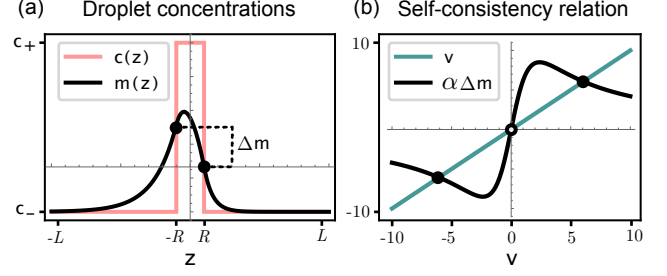 (a) Droplet concentrations
c+
c(z)
m(z)
Δm
c-
-L -R R L
z
(b) Self-consistency relation
10
v
αΔm
-10
-10 -5 0 5 10
v